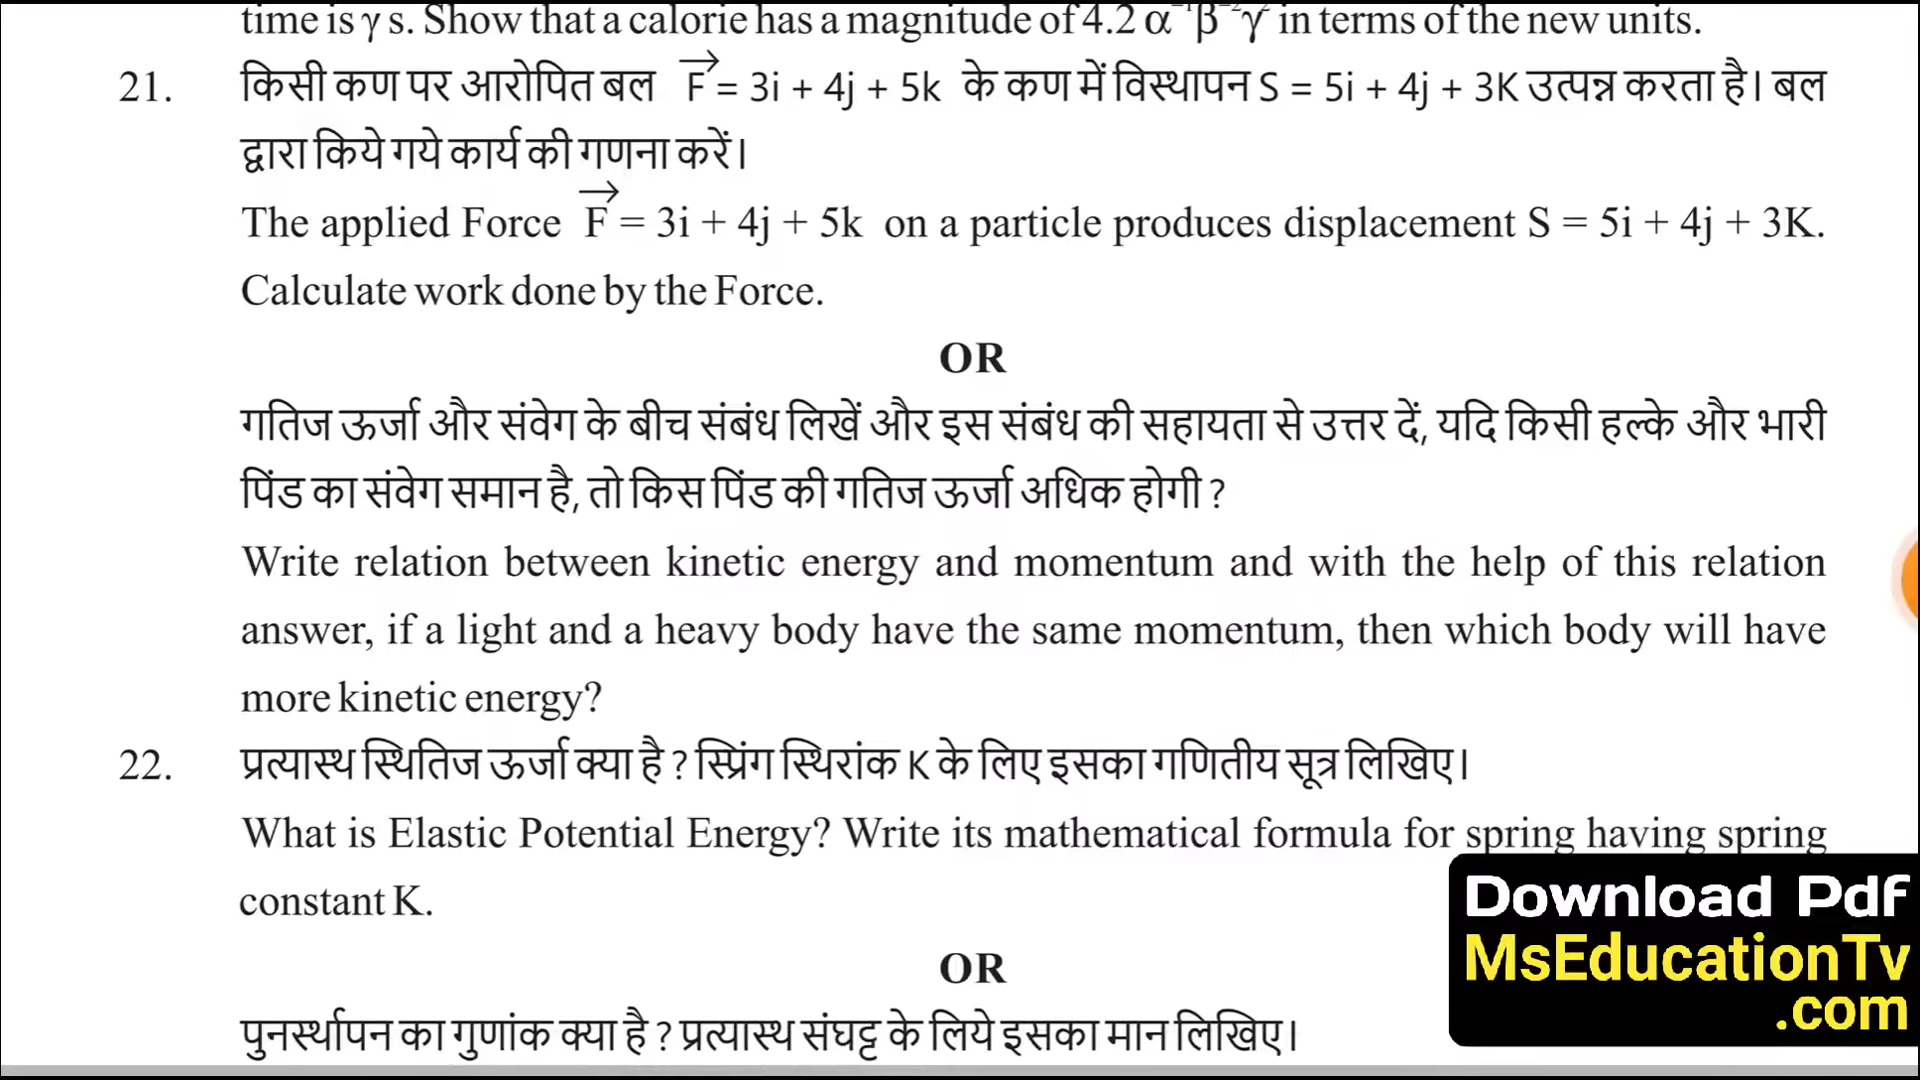 time is γ s. Show that a calorie has a magnitude of 4.2 α⁻¹β⁻²γ² in terms of the new units.
21. किसी कण पर आरोपित बल F→ = 3i + 4j + 5k के कण में विस्थापन S = 5i + 4j + 3K उत्पन्न करता है। बल
द्वारा किये गये कार्य की गणना करें।
The applied Force F→ = 3i + 4j + 5k on a particle produces displacement S = 5i + 4j + 3K.
Calculate work done by the Force.
OR
गतिज ऊर्जा और संवेग के बीच संबंध लिखें और इस संबंध की सहायता से उत्तर दें, यदि किसी हल्के और भारी
पिंड का संवेग समान है, तो किस पिंड की गतिज ऊर्जा अधिक होगी ?
Write relation between kinetic energy and momentum and with the help of this relation
answer, if a light and a heavy body have the same momentum, then which body will have
more kinetic energy?
22. प्रत्यास्थ स्थितिज ऊर्जा क्या है ? स्प्रिंग स्थिरांक K के लिए इसका गणितीय सूत्र लिखिए।
What is Elastic Potential Energy? Write its mathematical formula for spring having spring
constant K.
OR
पुनर्स्थापन का गुणांक क्या है ? प्रत्यास्थ संघट्ट के लिये इसका मान लिखिए।
Download Pdf
MsEducationTv
.com